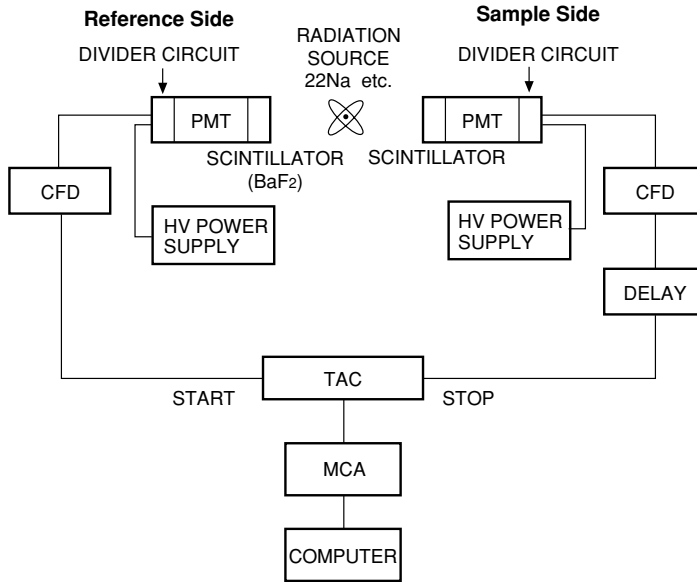 Reference Side
Sample Side
DIVIDER CIRCUIT
RADIATION
SOURCE
22Na etc.
DIVIDER CIRCUIT
PMT
PMT
SCINTILLATOR
(BaF2)
SCINTILLATOR
CFD
CFD
HV POWER
SUPPLY
HV POWER
SUPPLY
DELAY
START
TAC
STOP
MCA
COMPUTER